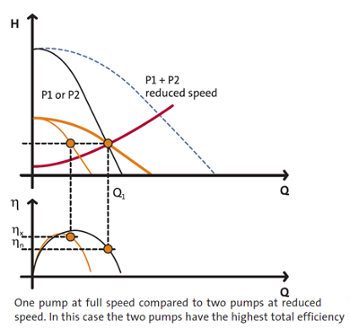 H
P1 + P2
reduced speed
P1 or P2
Q₁
Q
η
ηx
ηn
Q
One pump at full speed compared to two pumps at reduced
speed. In this case the two pumps have the highest total efficiency